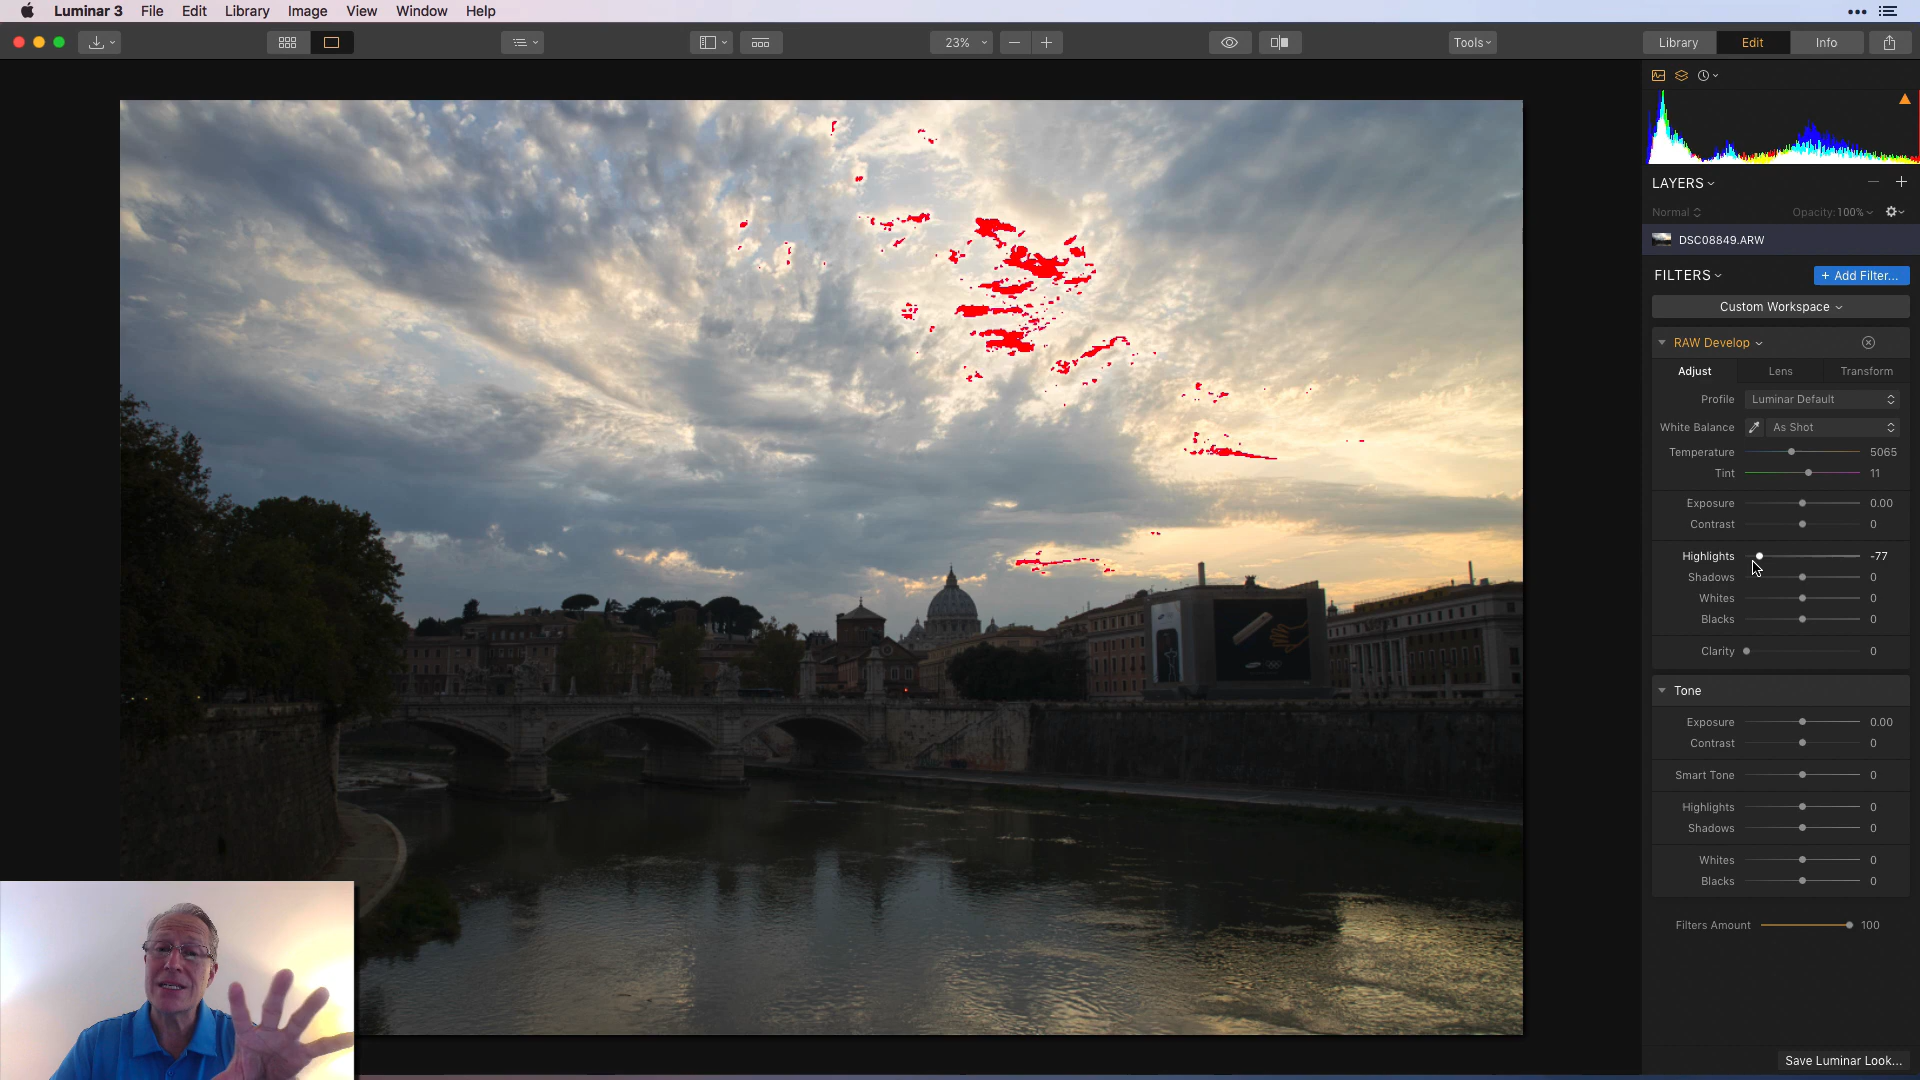 Luminar 3 File Edit Library Image View Window Help
23% Tools Library Edit Info
LAYERS
Normal Opacity: 100%
DSC08849.ARW
FILTERS + Add Filter...
Custom Workspace
RAW Develop
Adjust Lens Transform
Profile Luminar Default
White Balance As Shot
Temperature 5065
Tint 11
Exposure 0.00
Contrast 0
Highlights -77
Shadows 0
Whites 0
Blacks 0
Clarity 0
Tone
Exposure 0.00
Contrast 0
Smart Tone 0
Highlights 0
Shadows 0
Whites 0
Blacks 0
Filters Amount 100
Save Luminar Look...